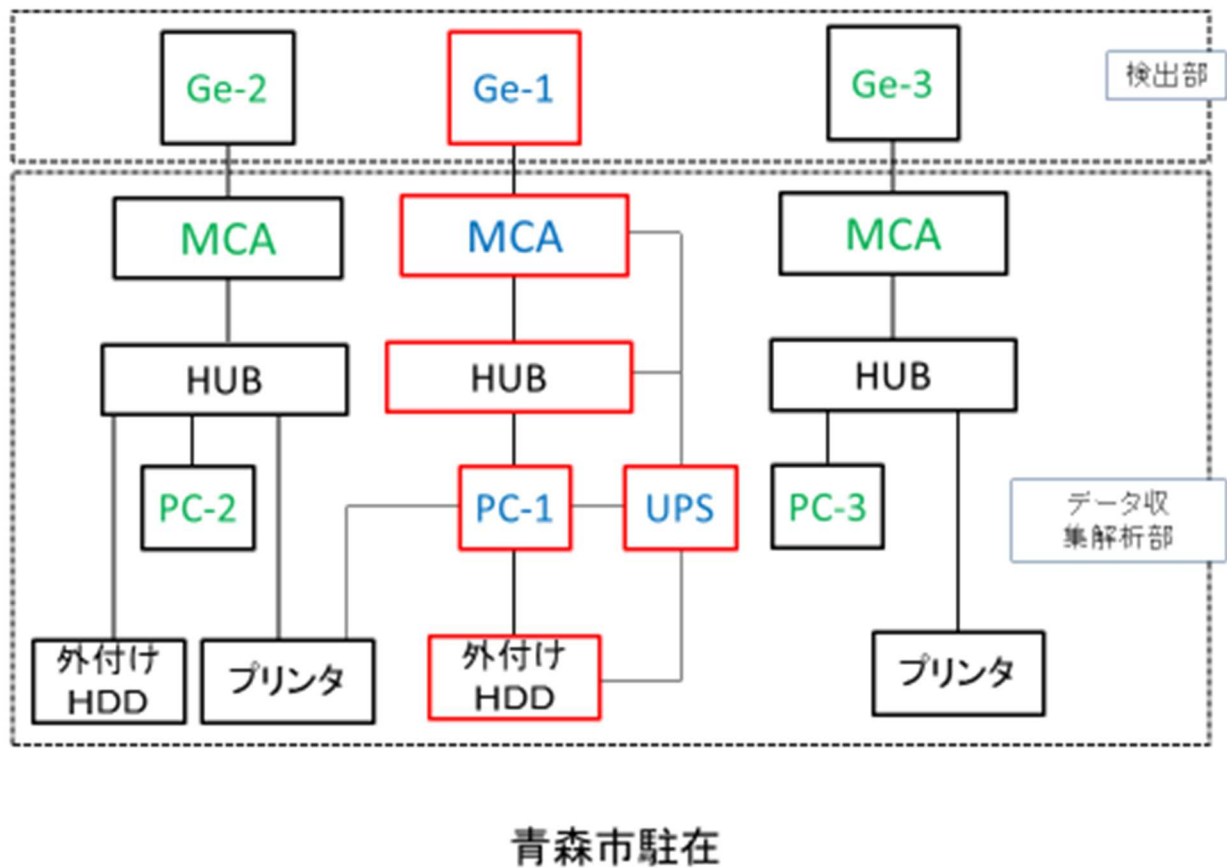 Ge-2
Ge-1
Ge-3
検出部
MCA
MCA
MCA
HUB
HUB
HUB
PC-2
PC-1
UPS
PC-3
データ収
集解析部
外付け
HDD
プリンタ
外付け
HDD
プリンタ
青森市駐在